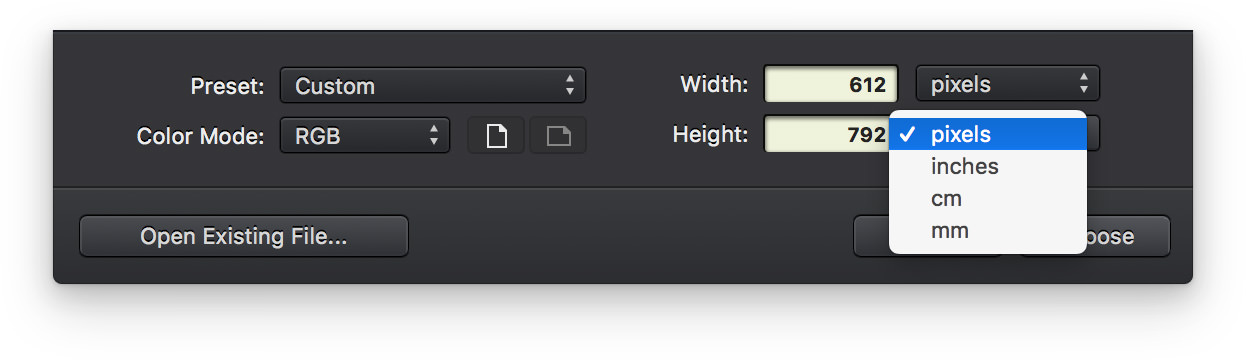 Preset: Custom
Width: 612 pixels
Color Mode: RGB
Height: 792
pixels
inches
cm
mm
Open Existing File...